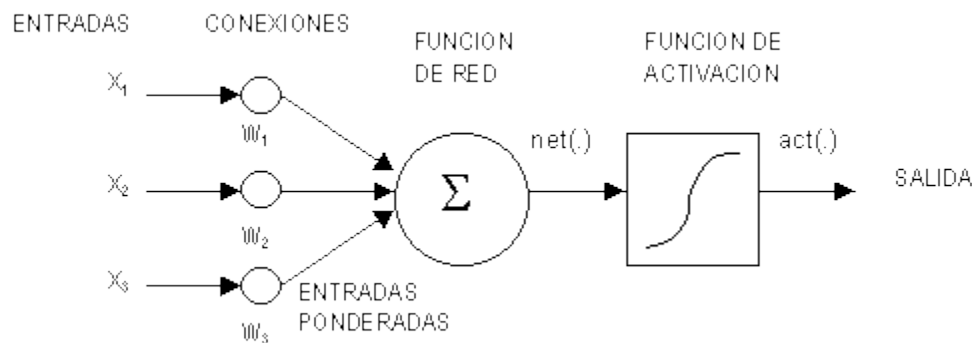 ENTRADAS
CONEXIONES
FUNCION
DE RED
FUNCION DE
ACTIVACION
X₁
W₁
net(.)
act(.)
X₂
Σ
SALIDA
W₂
X₃
ENTRADAS
PONDERADAS
W₃